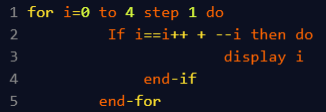 1 for i=0 to 4 step 1 do
2 If i==i++ + --i then do
3 display i
4 end-if
5 end-for